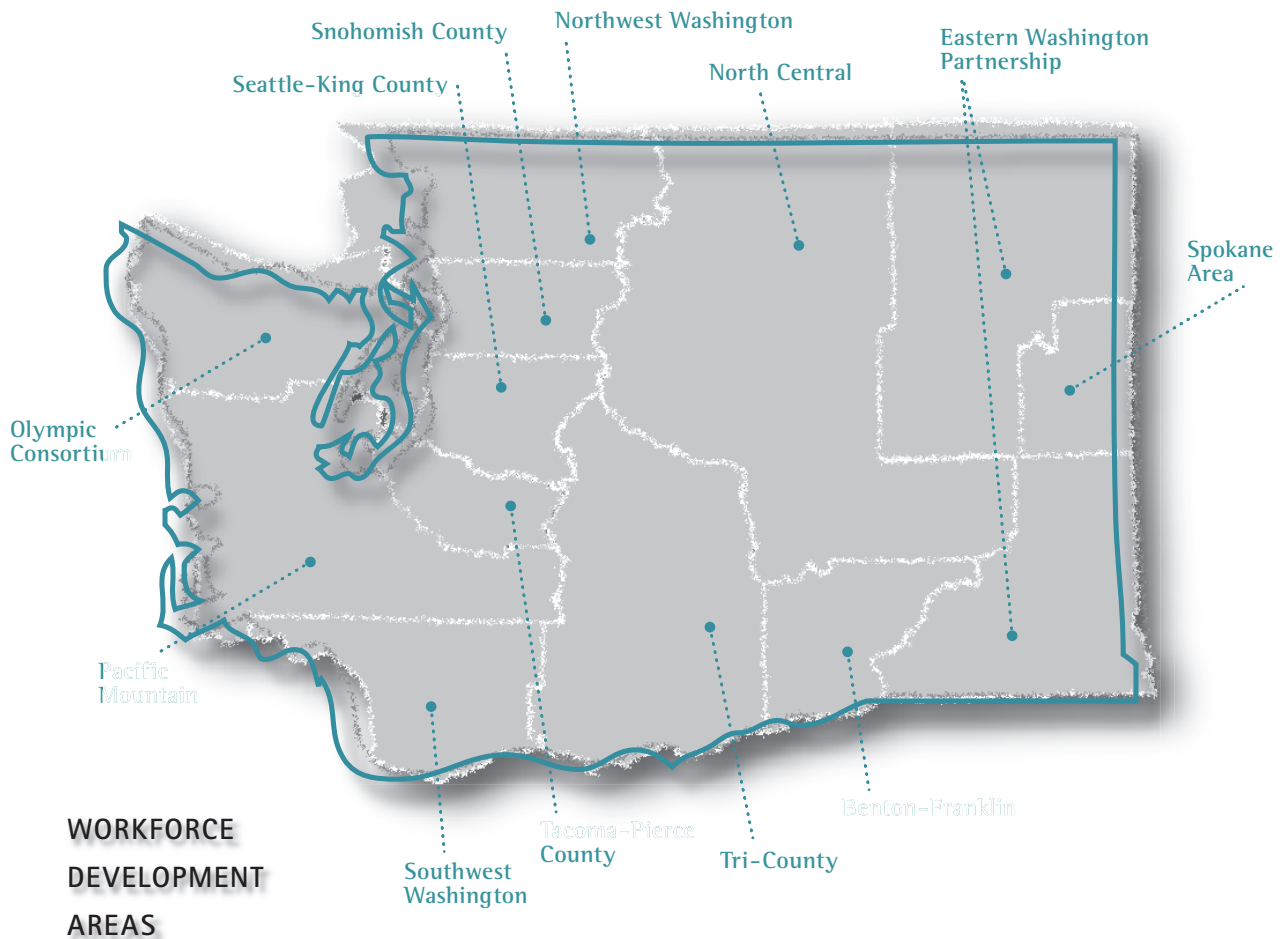 Snohomish County
Northwest Washington
Seattle-King County
North Central
Eastern Washington
Partnership
Spokane
Area
Olympic
Consortium
Pacific
Mountain
Benton-Franklin
Tacoma-Pierce
County
Tri-County
Southwest
Washington
WORKFORCE
DEVELOPMENT
AREAS